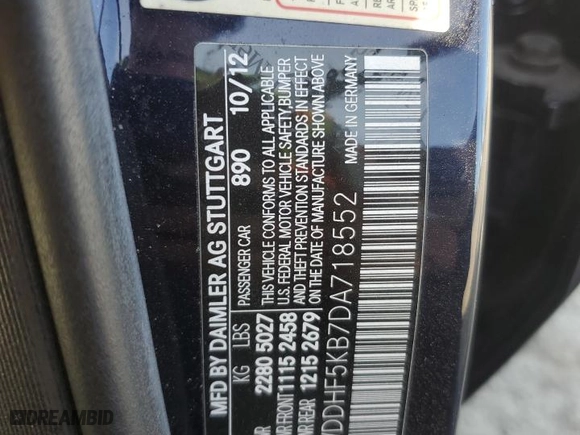 MFD BY DAIMLER AG STUTTGART
890 10/12
KG LBS PASSENGER CAR
2280 5027
FRONT 1115 2458
REAR 1215 2679
THIS VEHICLE CONFORMS TO ALL APPLICABLE
U.S. FEDERAL MOTOR VEHICLE SAFETY, BUMPER
AND THEFT PREVENTION STANDARDS IN EFFECT
ON THE DATE OF MANUFACTURE SHOWN ABOVE
DDHF5KB7DA718552
MADE IN GERMANY
DREAMBID